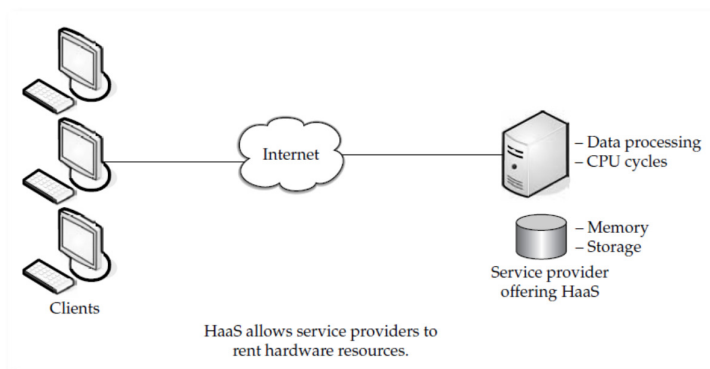 Internet
– Data processing
– CPU cycles
– Memory
– Storage
Service provider
offering HaaS
Clients
HaaS allows service providers to
rent hardware resources.